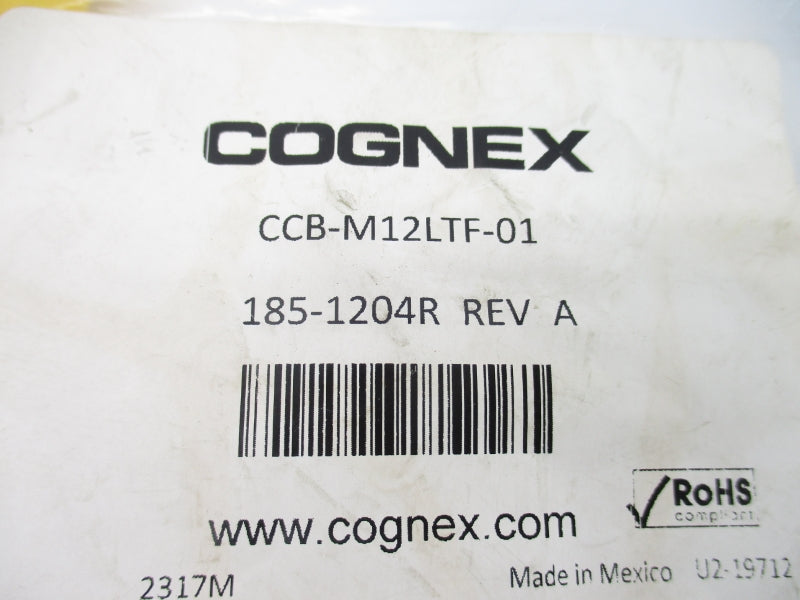 COGNEX
CCB-M12LTF-01
185-1204R REV A
www.cognex.com
RoHS
compliant
2317M
Made in Mexico U2-19712